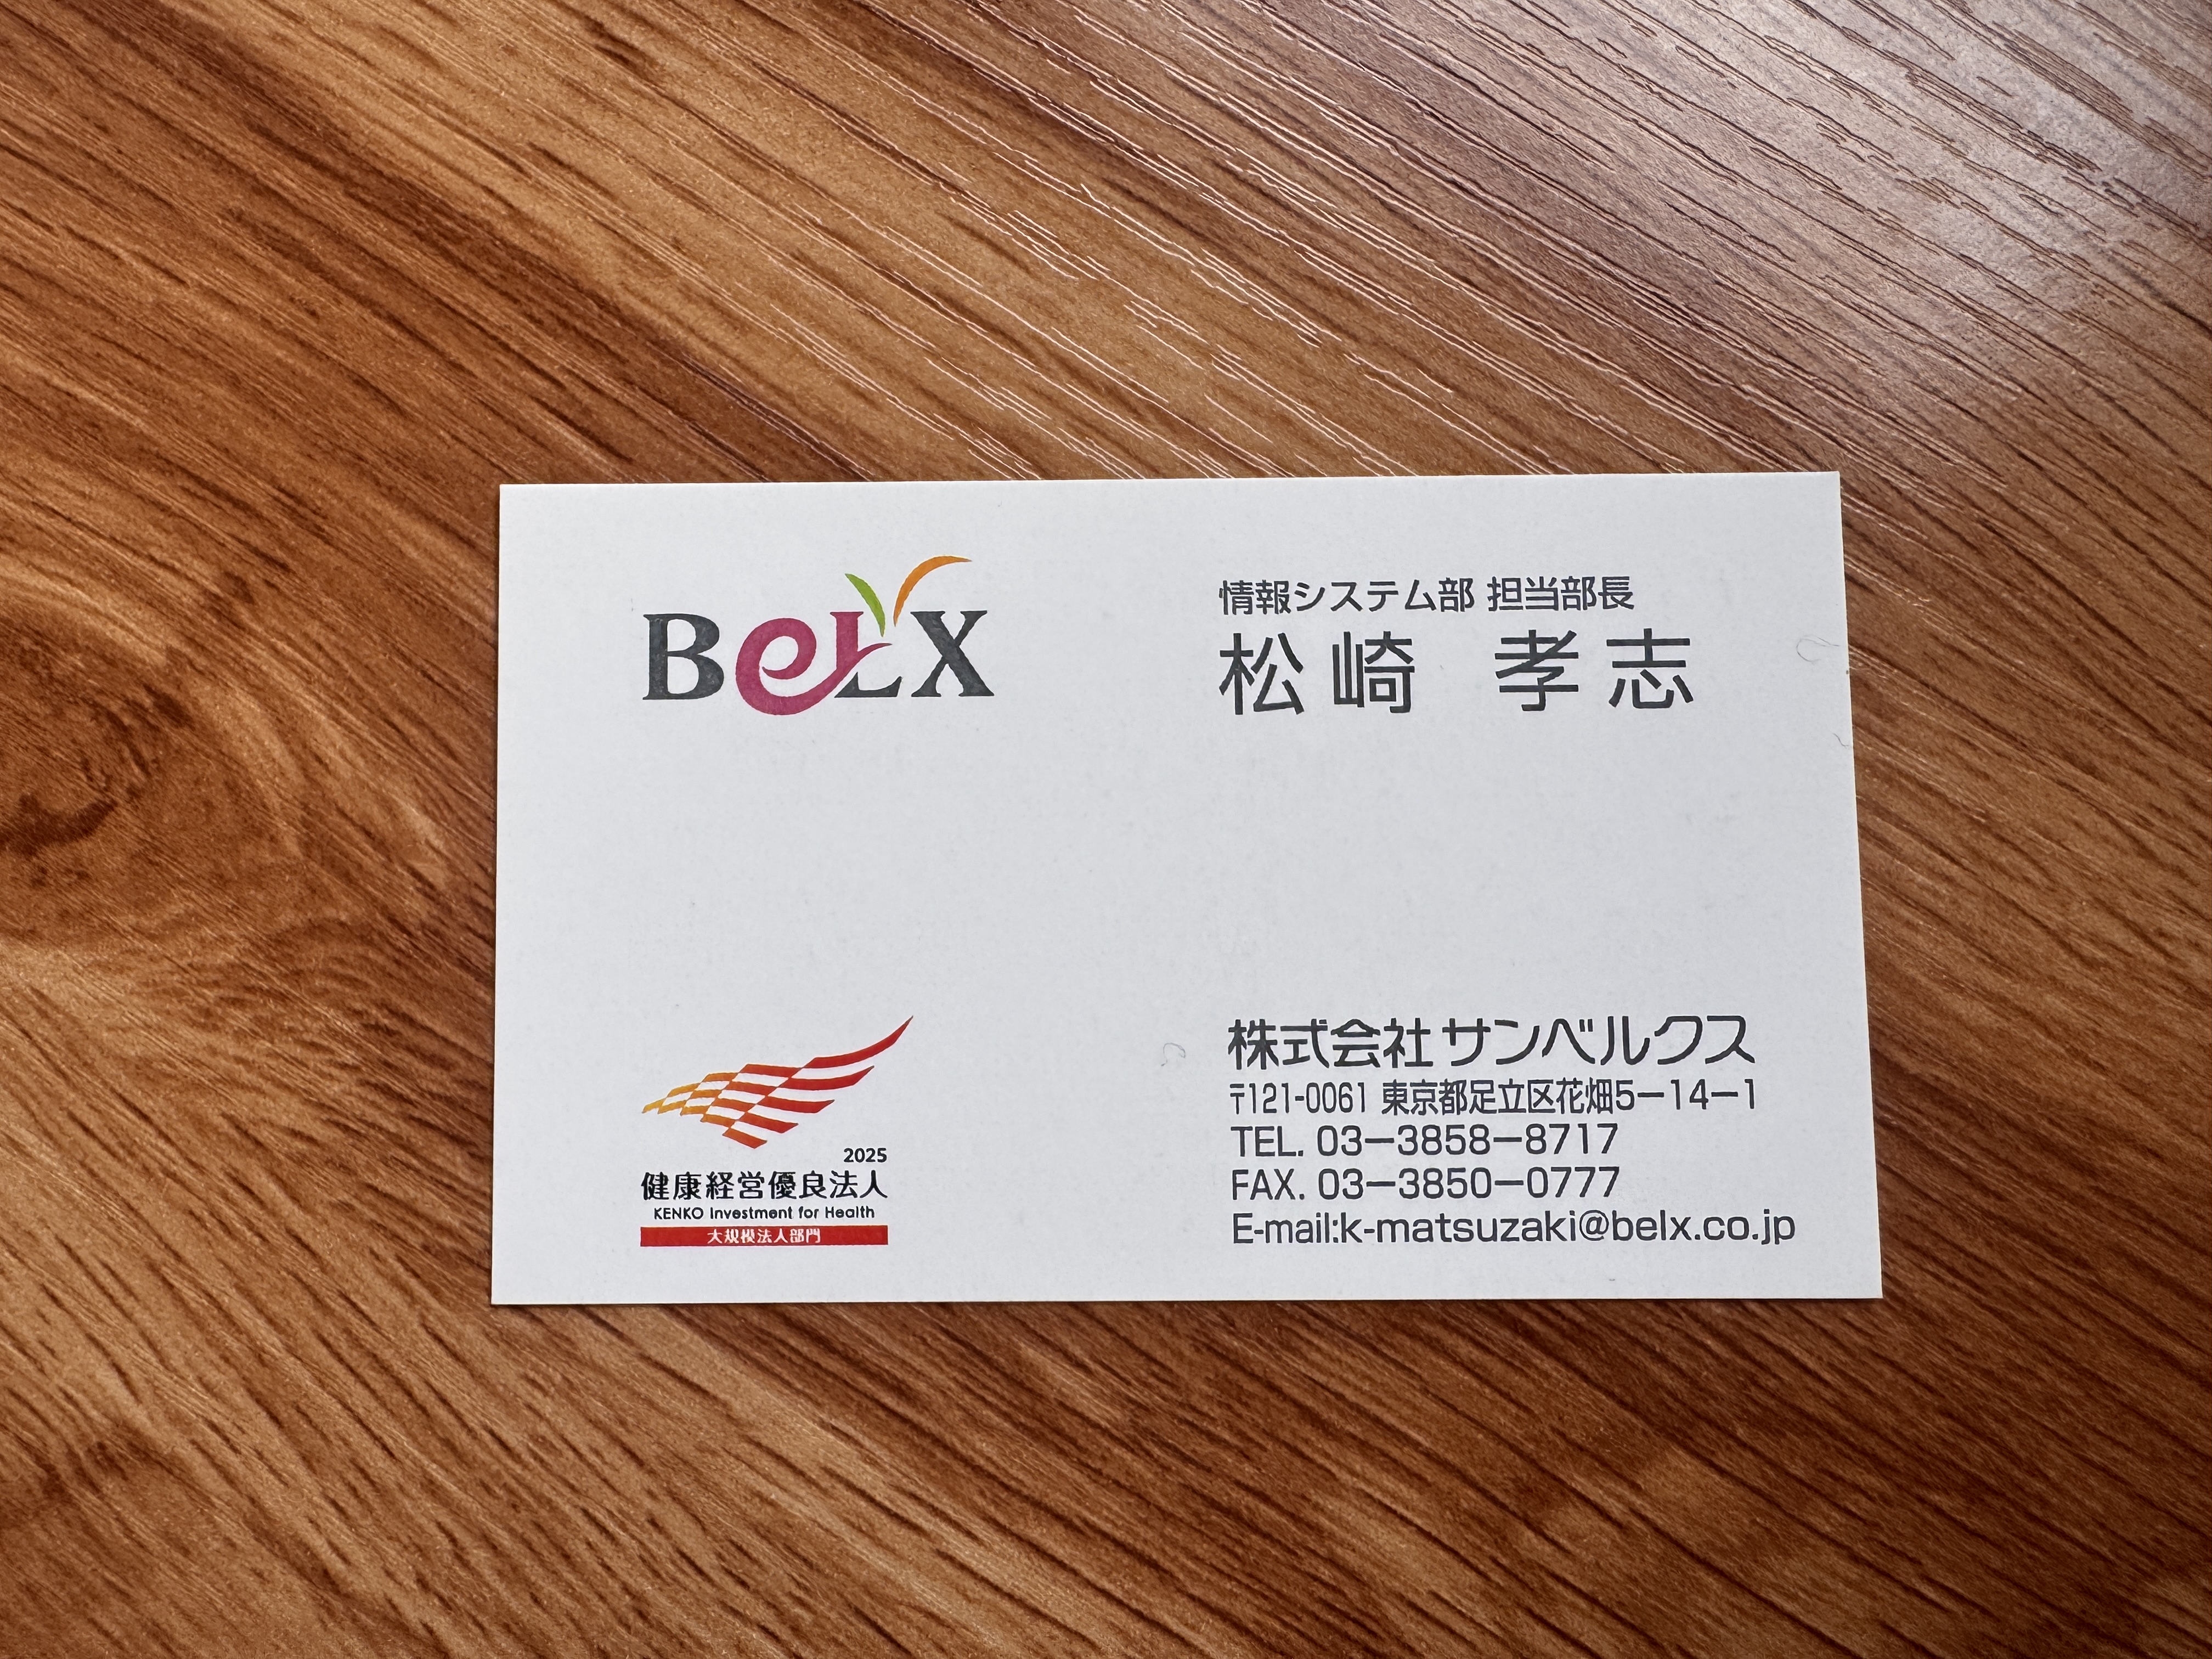 BeLX
情報システム部 担当部長
松崎 孝志
2025
健康経営優良法人
KENKO Investment for Health
大規模法人部門
株式会社サンベルクス
〒121-0061 東京都足立区花畑5−14−1
TEL. 03−3858−8717
FAX. 03−3850−0777
E-mail:k-matsuzaki@belx.co.jp